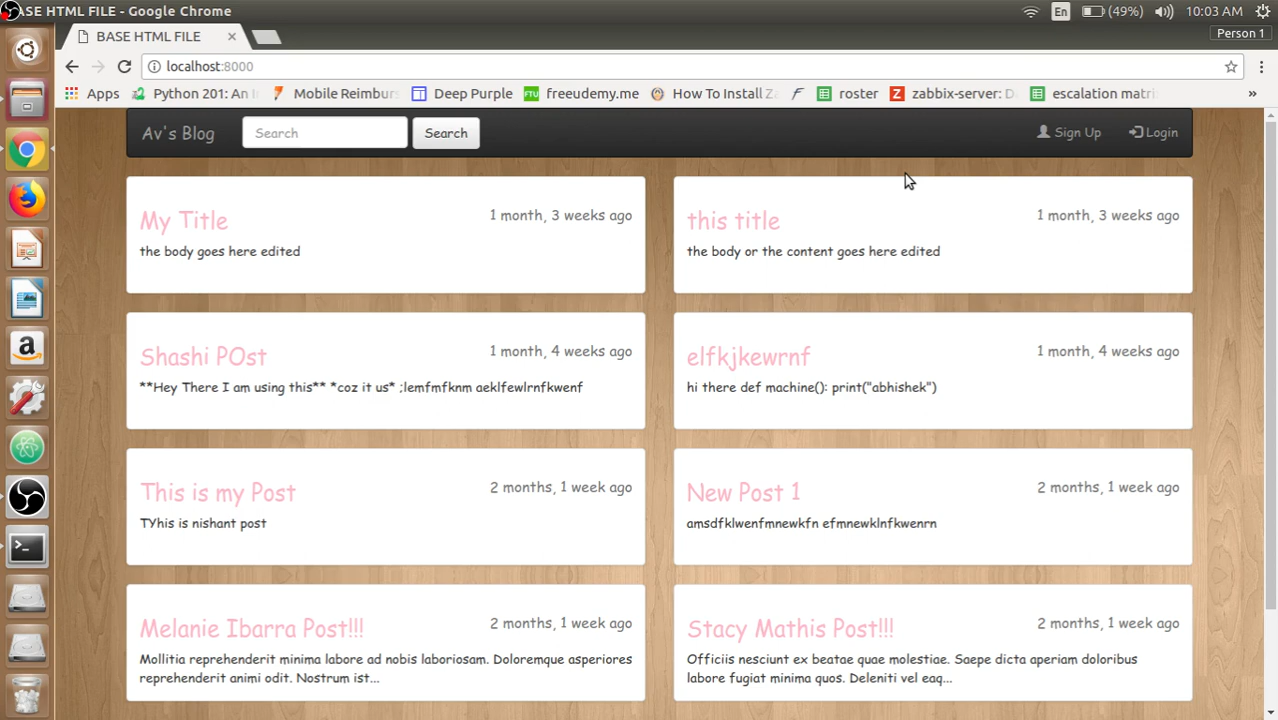 BASE HTML FILE - Google Chrome
En
(49%)
10:03 AM
BASE HTML FILE
Person 1
localhost:8000
Apps
Python 201: An I
Mobile Reimburs
Deep Purple
FTU
freeudemy.me
How To Install Za
roster
Z
zabbix-server: Da
escalation matri
Av's Blog
Search
Search
Sign Up
Login
My Title
1 month, 3 weeks ago
the body goes here edited
this title
1 month, 3 weeks ago
the body or the content goes here edited
Shashi POst
1 month, 4 weeks ago
**Hey There I am using this** *coz it us* ;lemfmfknm aeklfewlrnfkwenf
elfkjkewrnf
1 month, 4 weeks ago
hi there def machine(): print("abhishek")
This is my Post
2 months, 1 week ago
TYhis is nishant post
New Post 1
2 months, 1 week ago
amsdfklwenfmnewkfn efmnewklnfkwenrn
Melanie Ibarra Post!!!
2 months, 1 week ago
Mollitia reprehenderit minima labore ad nobis laboriosam. Doloremque asperiores
reprehenderit animi odit. Nostrum ist...
Stacy Mathis Post!!!
2 months, 1 week ago
Officiis nesciunt ex beatae quae molestiae. Saepe dicta aperiam doloribus
labore fugiat minima quos. Deleniti vel eaq...